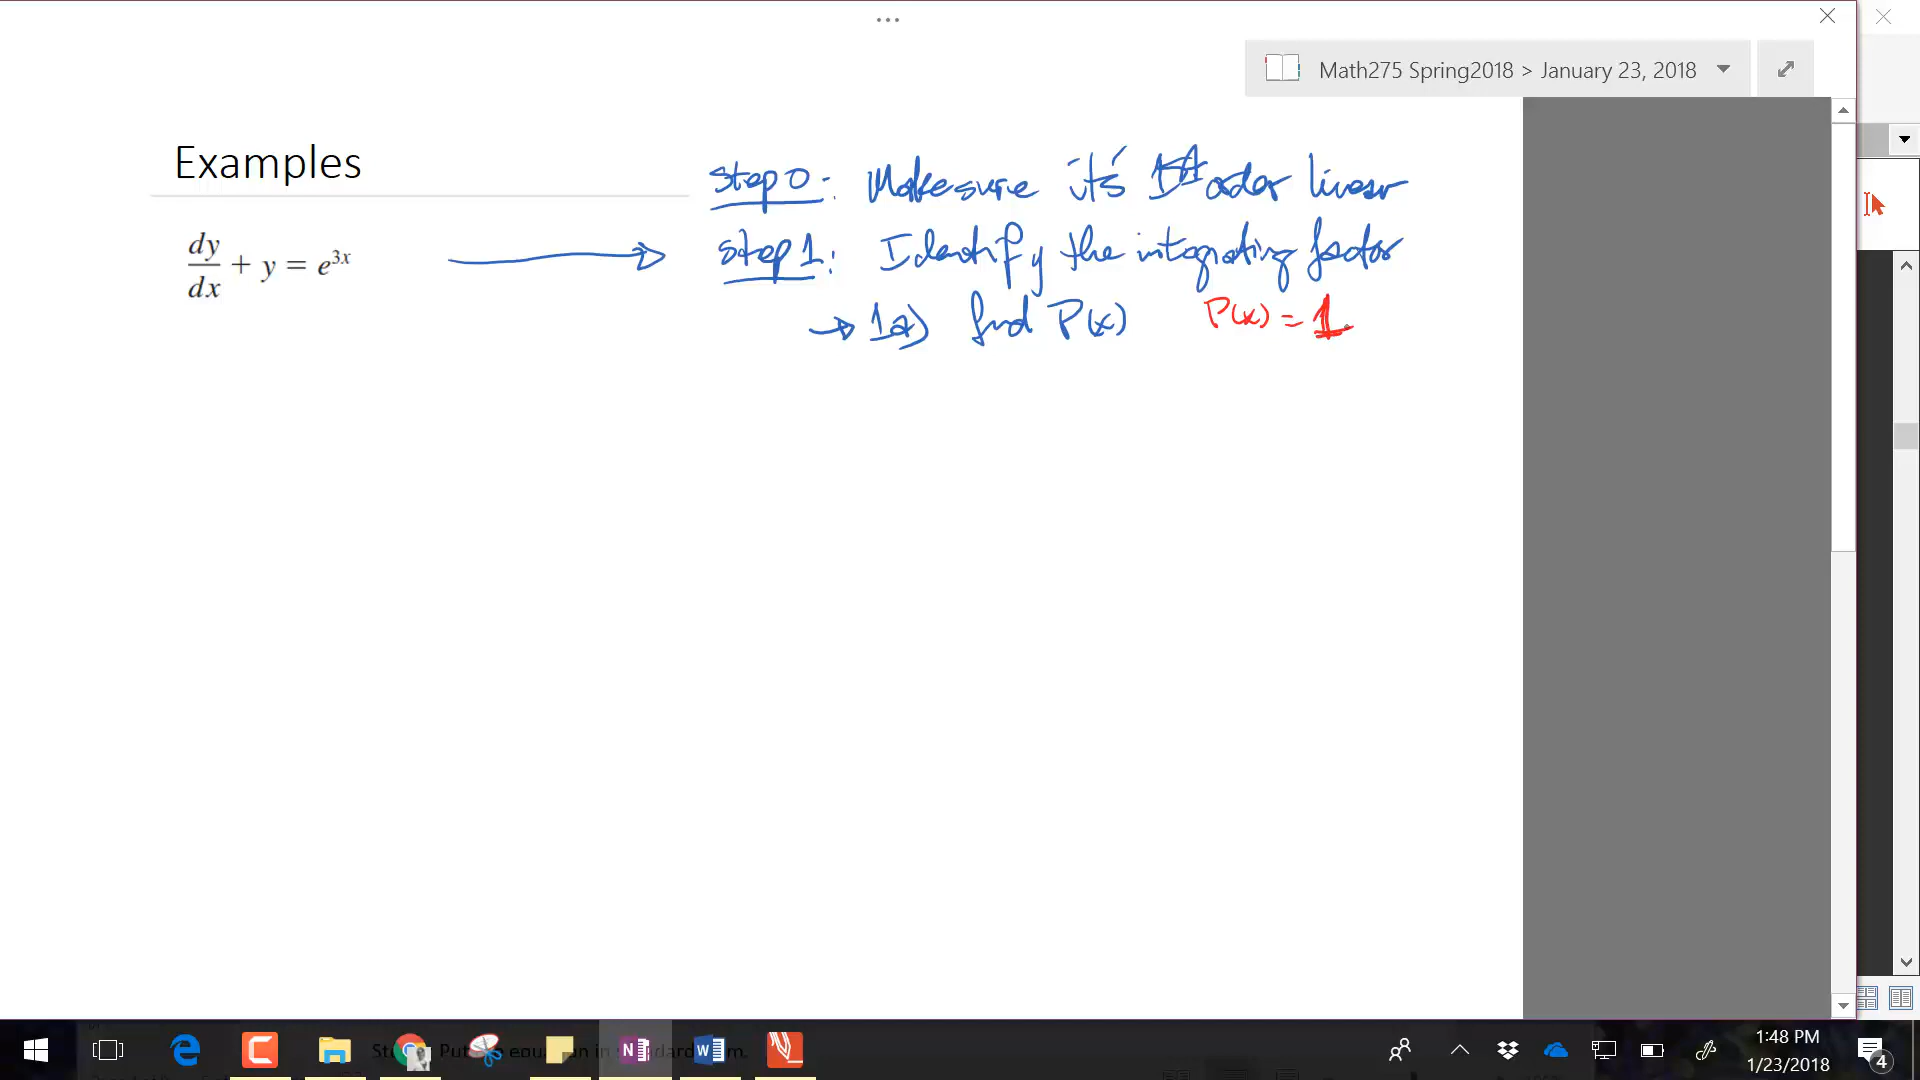 Math275 Spring2018 > January 23, 2018
Examples
dy/dx + y = e^{3x}
step 0: Make sure it's 1st order linear
step 1: Identify the integrating factor
→ 1a) find P(x) P(x) = 1
1:48 PM
1/23/2018
4